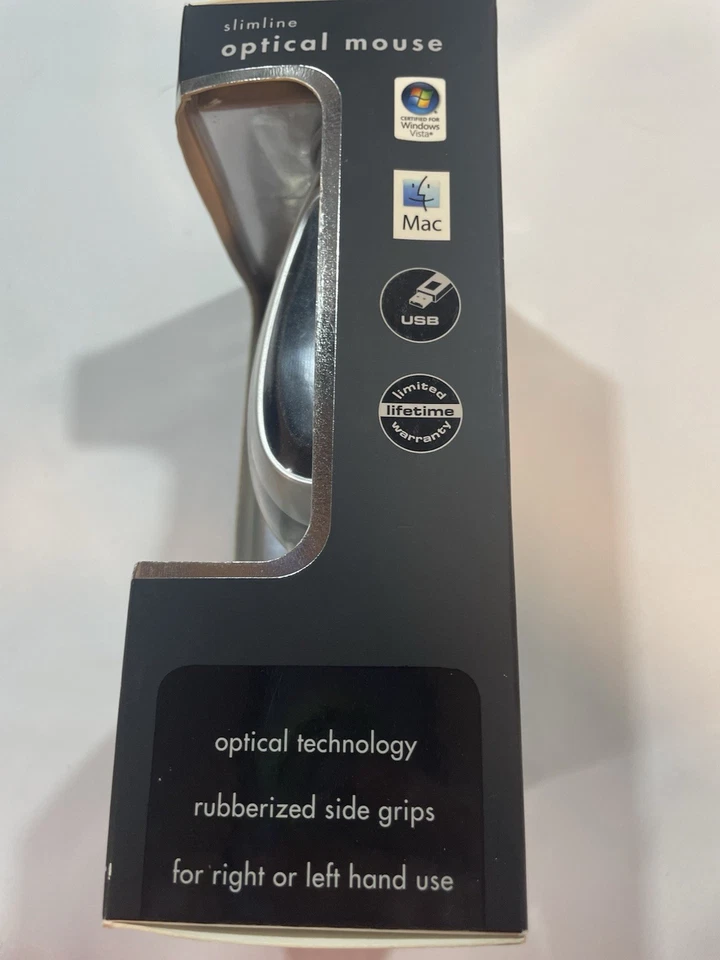 slimline
optical mouse
CERTIFIED FOR
Windows
Vista®
Mac
USB
limited
lifetime
warranty
optical technology
rubberized side grips
for right or left hand use